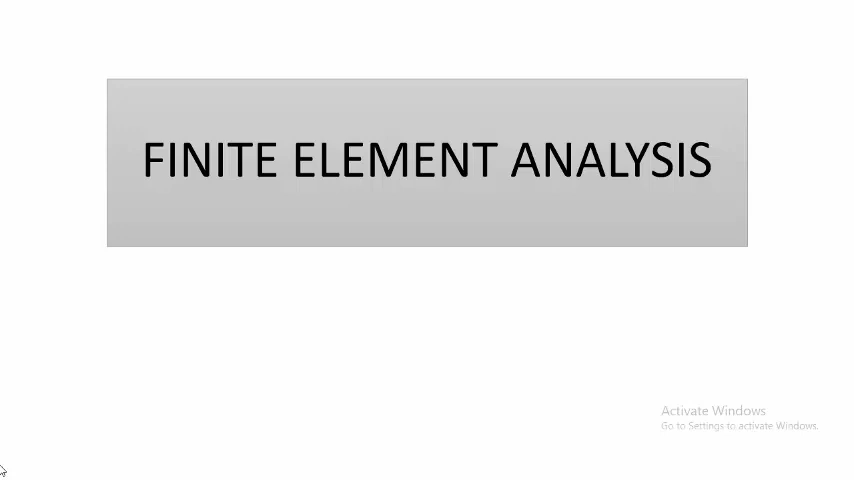 FINITE ELEMENT ANALYSIS
Activate Windows
Go to Settings to activate Windows.